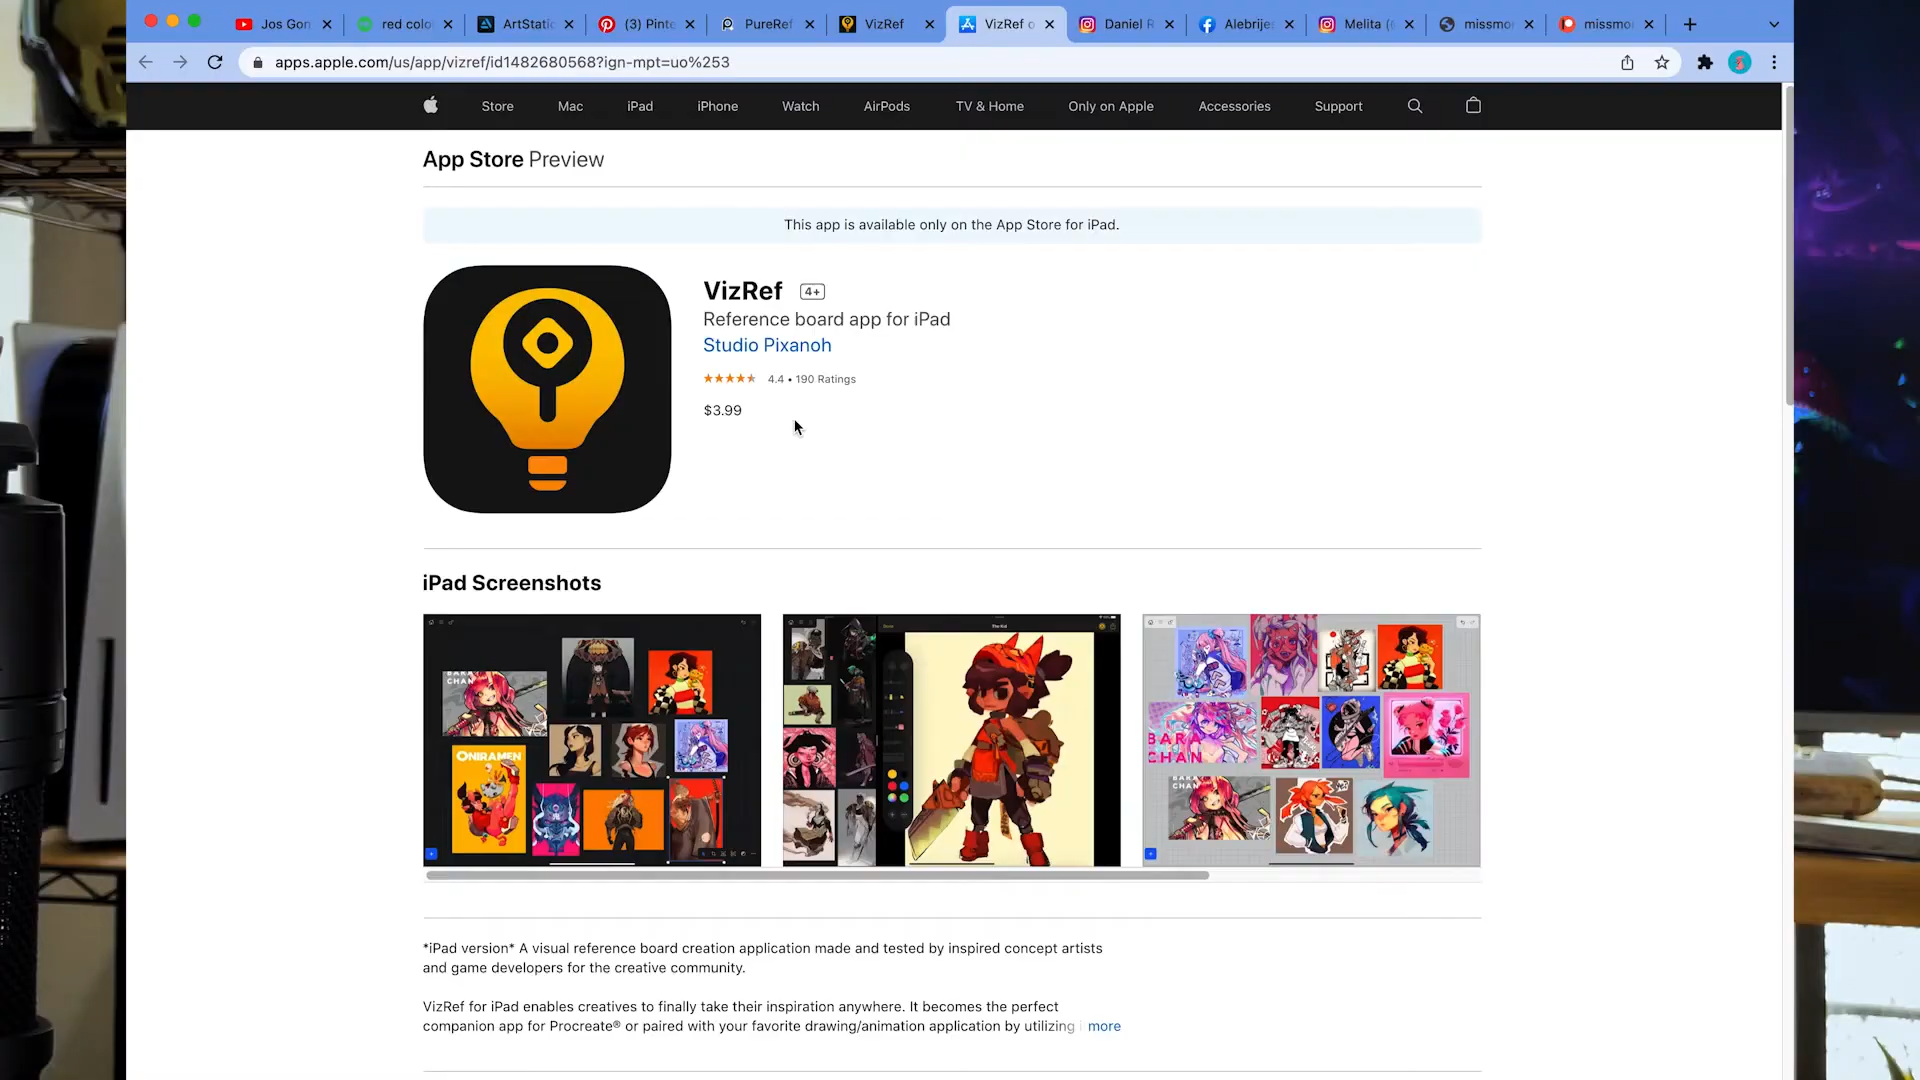 Jos Gon
red colo
ArtStatic
(3) Pinte
PureRef
VizRef
VizRef o
Daniel R
Alebrije
Melita (
missmo
missmo
apps.apple.com/us/app/vizref/id1482680568?ign-mpt=uo%253
Store
Mac
iPad
iPhone
Watch
AirPods
TV & Home
Only on Apple
Accessories
Support
App Store Preview
This app is available only on the App Store for iPad.
VizRef 4+
Reference board app for iPad
Studio Pixanoh
4.4 • 190 Ratings
$3.99
iPad Screenshots
BARA
CHAN
ONIRAMEN
BARA
CHAN
BARA
CHAN
*iPad version* A visual reference board creation application made and tested by inspired concept artists
and game developers for the creative community.
VizRef for iPad enables creatives to finally take their inspiration anywhere. It becomes the perfect
companion app for Procreate® or paired with your favorite drawing/animation application by utilizing
more